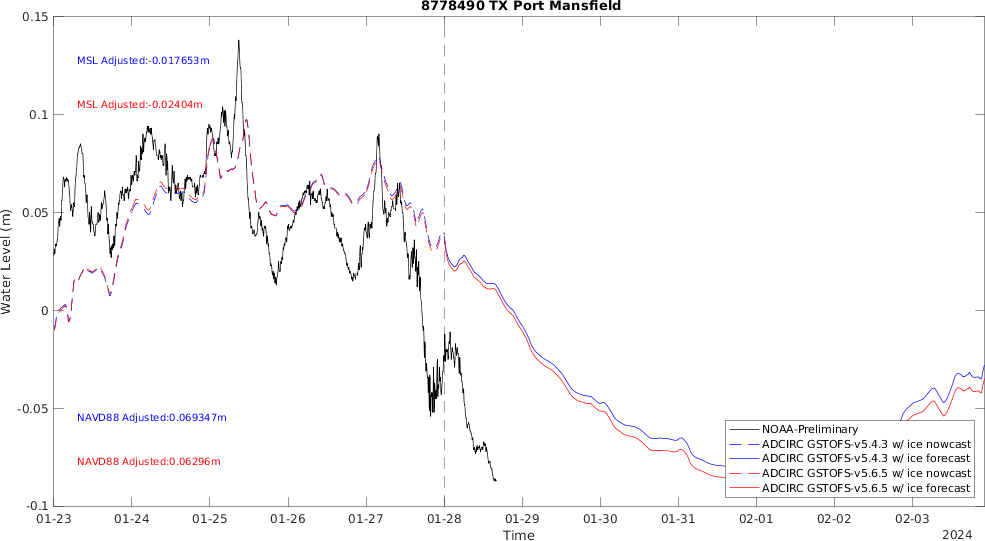 8778490 TX Port Mansfield
0.15
MSL Adjusted:-0.017653m
0.1
MSL Adjusted:-0.02404m
0.05
Water Level (m)
0
-0.05
NAVD88 Adjusted:0.069347m
NAVD88 Adjusted:0.06296m
NOAA-Preliminary
ADCIRC GSTOFS-v5.4.3 w/ ice nowcast
ADCIRC GSTOFS-v5.4.3 w/ ice forecast
ADCIRC GSTOFS-v5.6.5 w/ ice nowcast
ADCIRC GSTOFS-v5.6.5 w/ ice forecast
-0.1
01-23 01-24 01-25 01-26 01-27 01-28 01-29 01-30 01-31 02-01 02-02 02-03
Time
2024